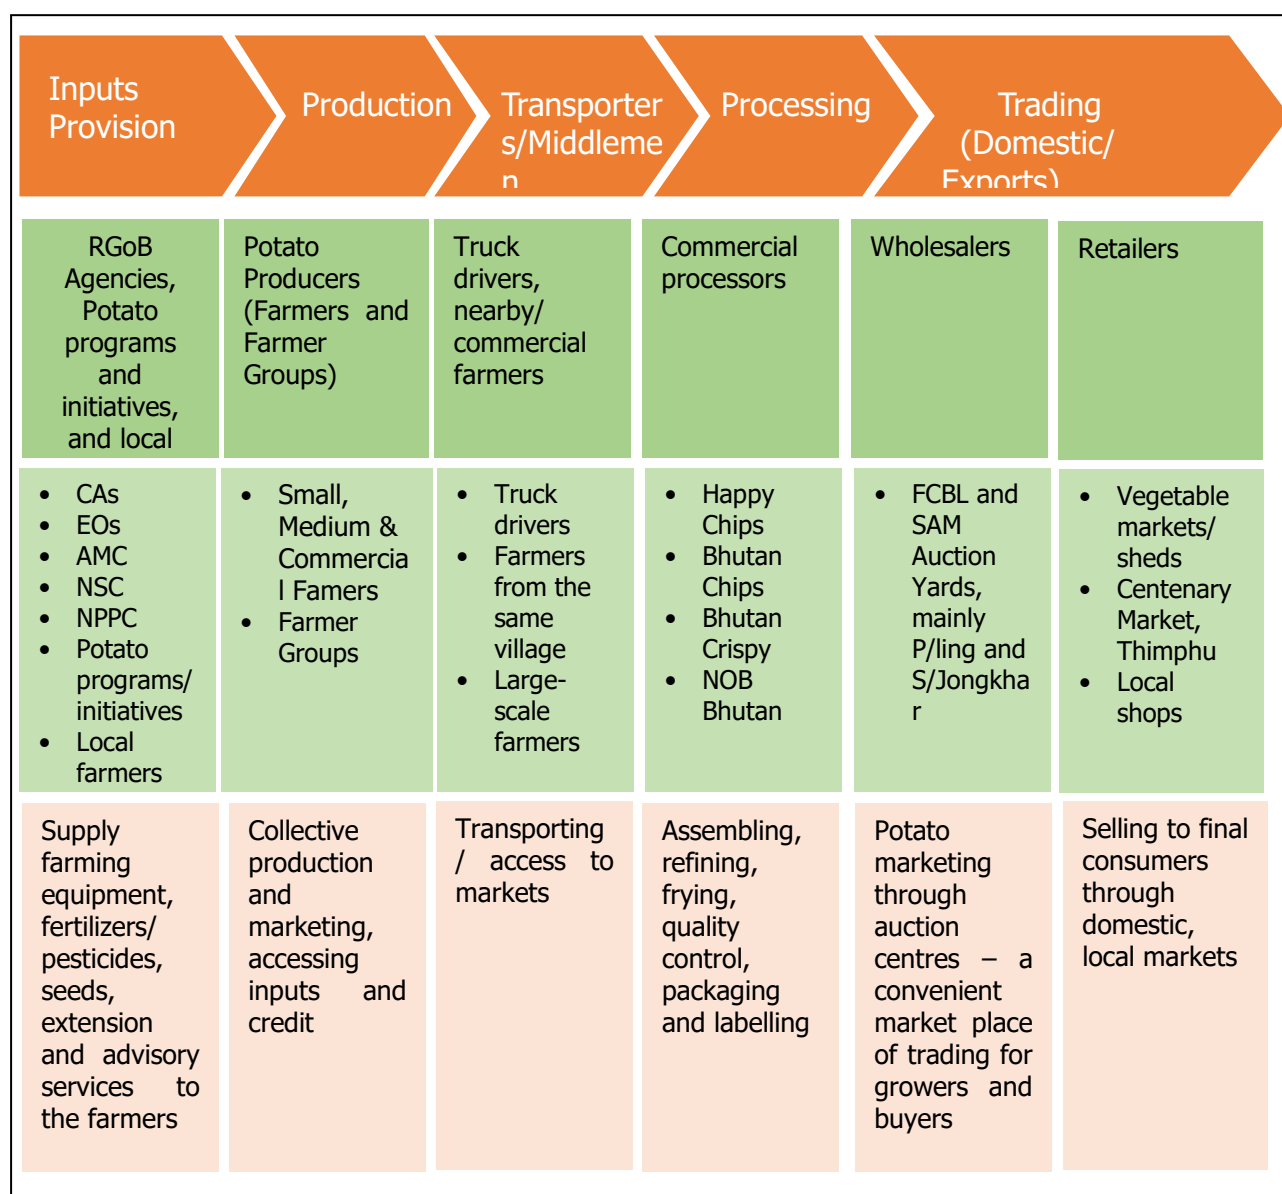 Inputs
Provision
Production
Transporter
s/Middleme
n
Processing
Trading
(Domestic/
Exports)
RGoB
Agencies,
Potato
programs
and
initiatives,
and local
Potato
Producers
(Farmers and
Farmer
Groups)
Truck
drivers,
nearby/
commercial
farmers
Commercial
processors
Wholesalers
Retailers
• CAs
• EOs
• AMC
• NSC
• NPPC
• Potato
programs/
initiatives
• Local
farmers
• Small,
Medium &
Commercia
l Famers
• Farmer
Groups
• Truck
drivers
• Farmers
from the
same
village
• Large-
scale
farmers
• Happy
Chips
• Bhutan
Chips
• Bhutan
Crispy
• NOB
Bhutan
• FCBL and
SAM
Auction
Yards,
mainly
P/ling and
S/Jongkha
r
• Vegetable
markets/
sheds
• Centenary
Market,
Thimphu
• Local
shops
Supply
farming
equipment,
fertilizers/
pesticides,
seeds,
extension
and advisory
services to
the farmers
Collective
production
and
marketing,
accessing
inputs and
credit
Transporting
/ access to
markets
Assembling,
refining,
frying,
quality
control,
packaging
and labelling
Potato
marketing
through
auction
centres – a
convenient
market place
of trading for
growers and
buyers
Selling to final
consumers
through
domestic,
local markets